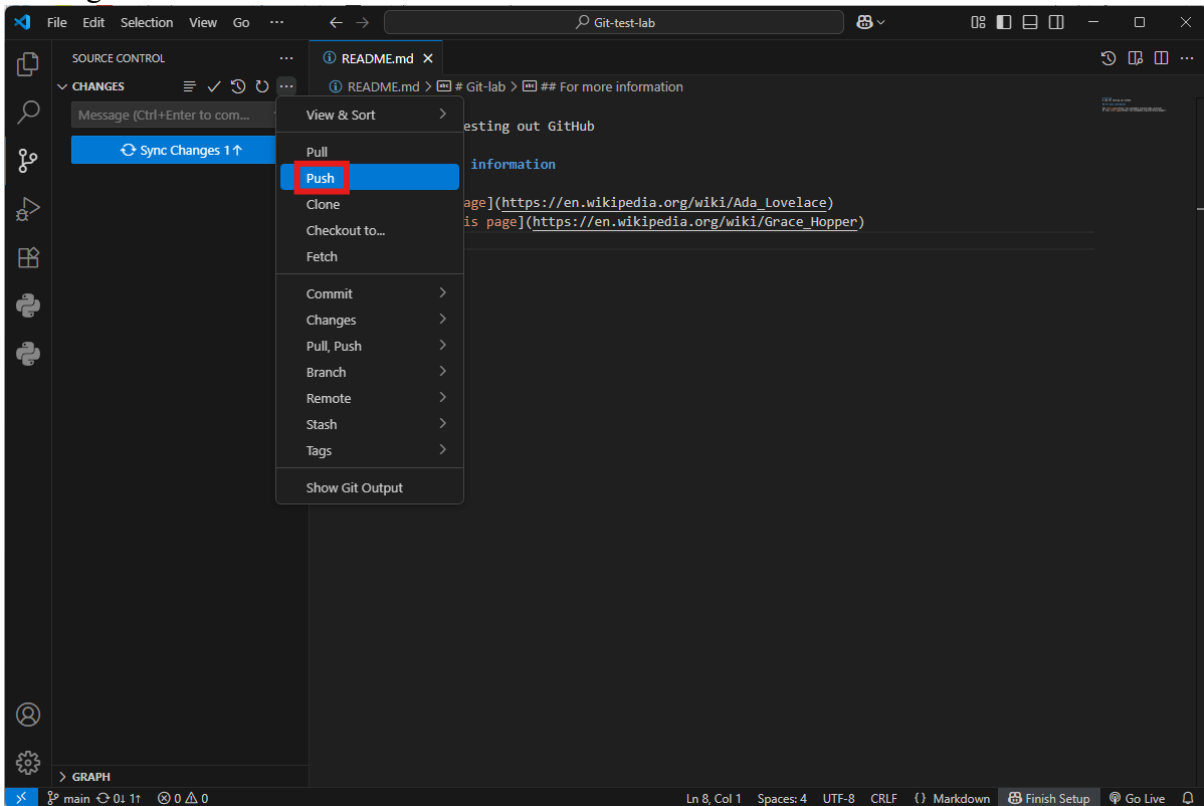 File Edit Selection View Go ··· Git-test-lab
SOURCE CONTROL ···
CHANGES ···
Message (Ctrl+Enter to com...
Sync Changes 1↑
README.md
README.md > # Git-lab > ## For more information
View & Sort
Pull
Push
Clone
Checkout to...
Fetch
Commit
Changes
Pull, Push
Branch
Remote
Stash
Tags
Show Git Output
esting out GitHub
information
age](https://en.wikipedia.org/wiki/Ada_Lovelace)
is page](https://en.wikipedia.org/wiki/Grace_Hopper)
GRAPH
main 0↓ 1↑ 0 0 Ln 8, Col 1 Spaces: 4 UTF-8 CRLF {} Markdown Finish Setup Go Live